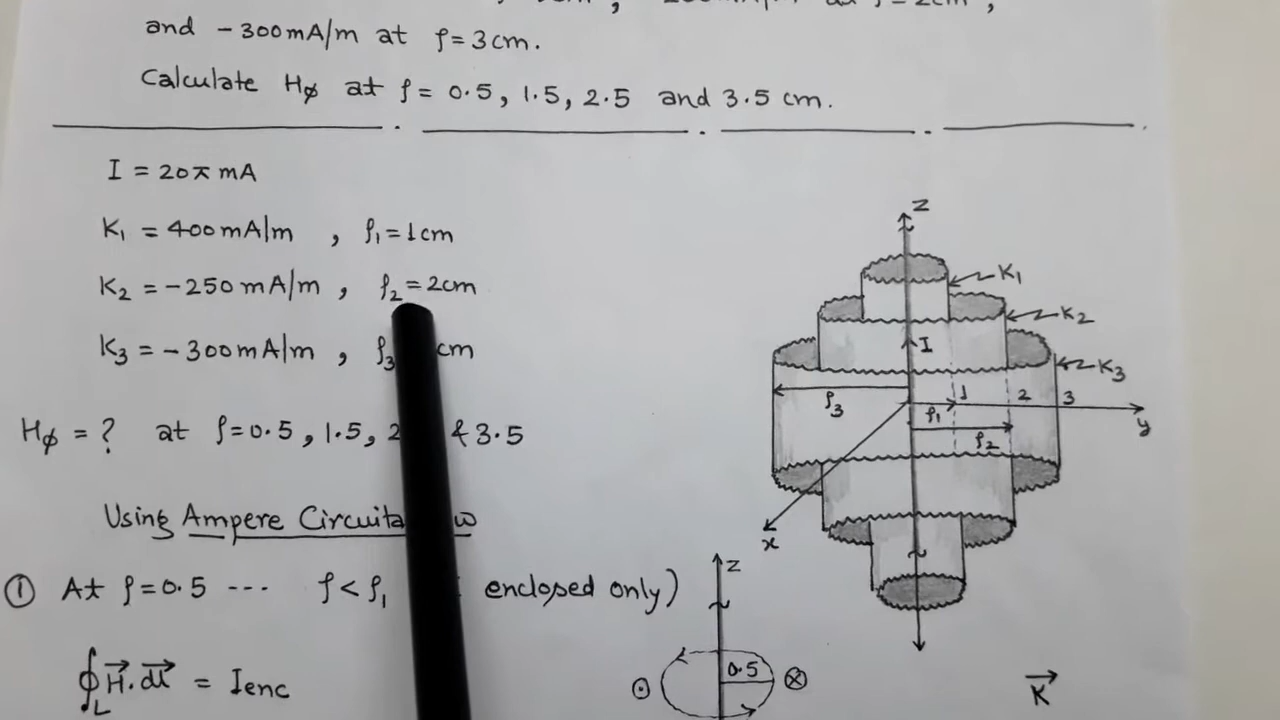 and -300mA/m at ρ=3cm.
Calculate Hϕ at ρ= 0.5, 1.5, 2.5 and 3.5 cm.
I = 20π mA
K₁ = 400mA/m , ρ₁=1cm
K₂ = -250mA/m , ρ₂=2cm
K₃ = -300mA/m , ρ₃ cm
Hϕ = ? at ρ=0.5, 1.5, 2 & 3.5
Using Ampere Circuita w
① At ρ=0.5 --- ρ<ρ₁ enclosed only)
∮L H⃗.dl⃗ = Ienc
z
K₁
K₂
I
K₃
ρ₃
ρ₁
1
2
3
y
ρ₂
x
z
0.5
K⃗